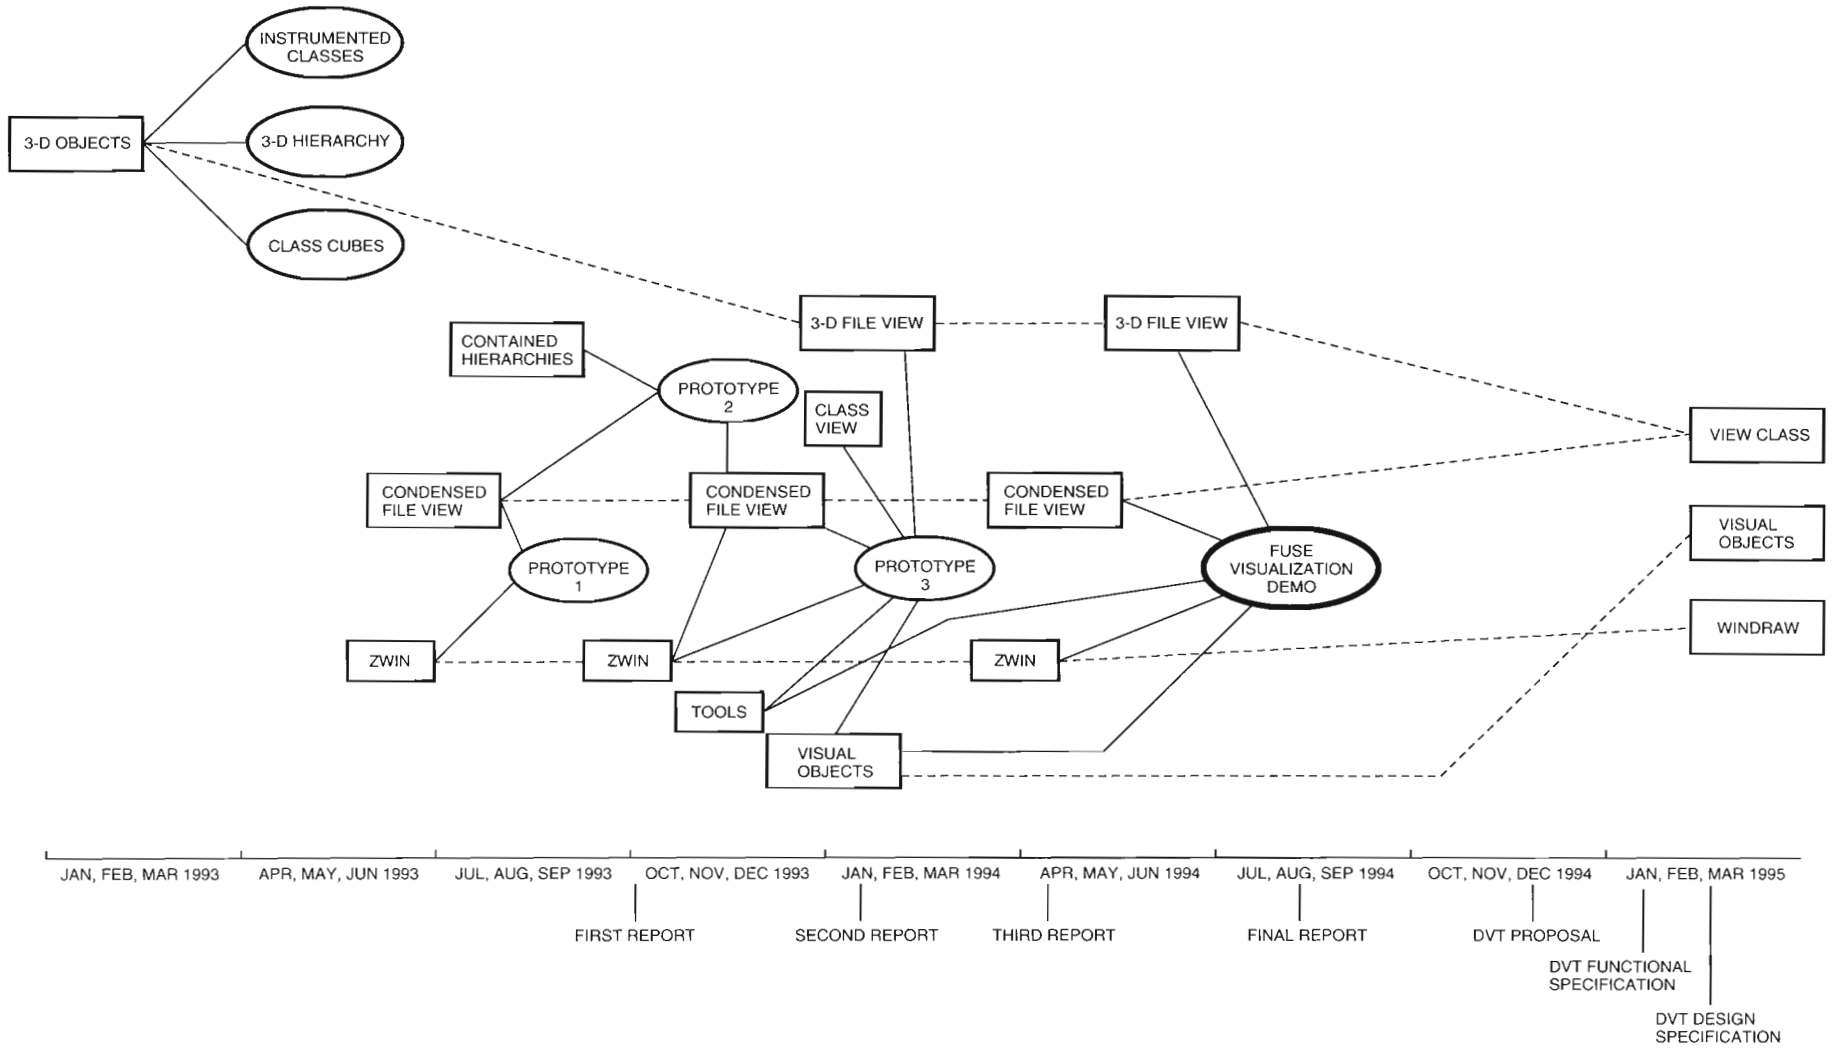 INSTRUMENTED
CLASSES
3-D OBJECTS
3-D HIERARCHY
CLASS CUBES
3-D FILE VIEW
3-D FILE VIEW
CONTAINED
HIERARCHIES
PROTOTYPE
2
CLASS
VIEW
VIEW CLASS
CONDENSED
FILE VIEW
CONDENSED
FILE VIEW
CONDENSED
FILE VIEW
VISUAL
OBJECTS
PROTOTYPE
1
PROTOTYPE
3
FUSE
VISUALIZATION
DEMO
WINDRAW
ZWIN
ZWIN
ZWIN
TOOLS
VISUAL
OBJECTS
JAN, FEB, MAR 1993
APR, MAY, JUN 1993
JUL, AUG, SEP 1993
OCT, NOV, DEC 1993
JAN, FEB, MAR 1994
APR, MAY, JUN 1994
JUL, AUG, SEP 1994
OCT, NOV, DEC 1994
JAN, FEB, MAR 1995
FIRST REPORT
SECOND REPORT
THIRD REPORT
FINAL REPORT
DVT PROPOSAL
DVT FUNCTIONAL
SPECIFICATION
DVT DESIGN
SPECIFICATION